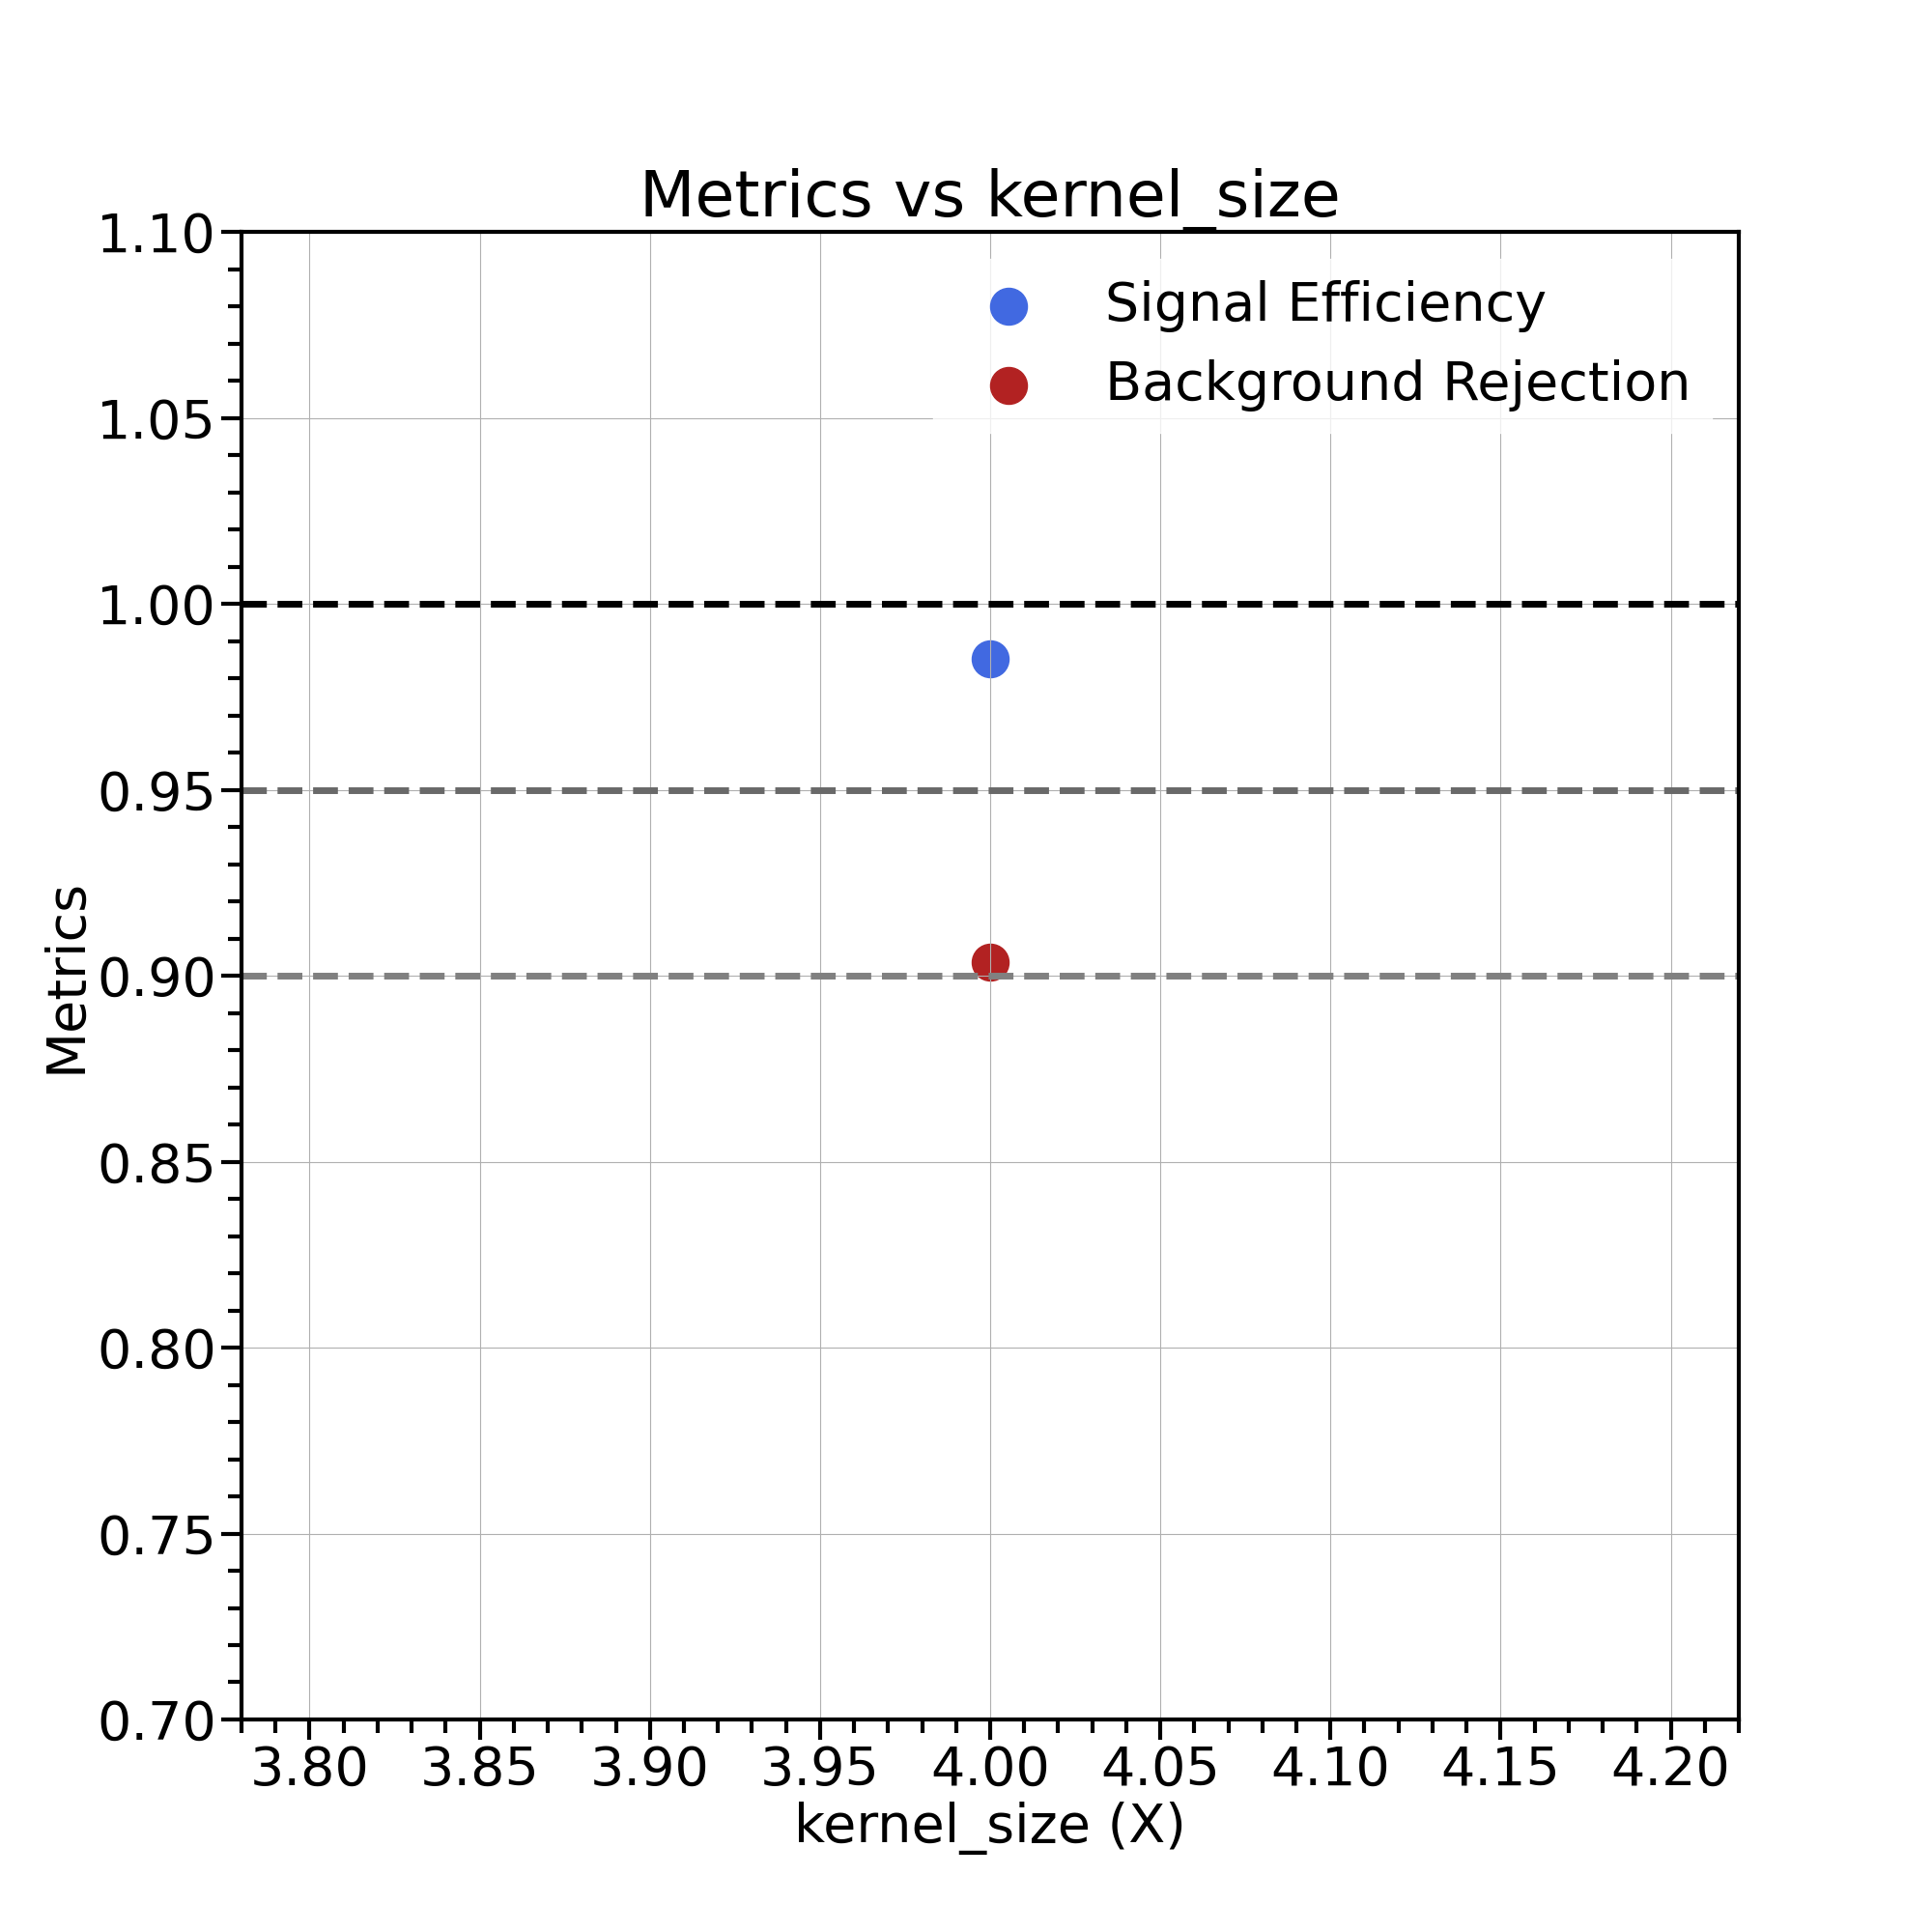 Metrics vs kernel_size
1.10
1.05
1.00
0.95
0.90
0.85
0.80
0.75
0.70
Metrics
Signal Efficiency
Background Rejection
3.80 3.85 3.90 3.95 4.00 4.05 4.10 4.15 4.20
kernel_size (X)